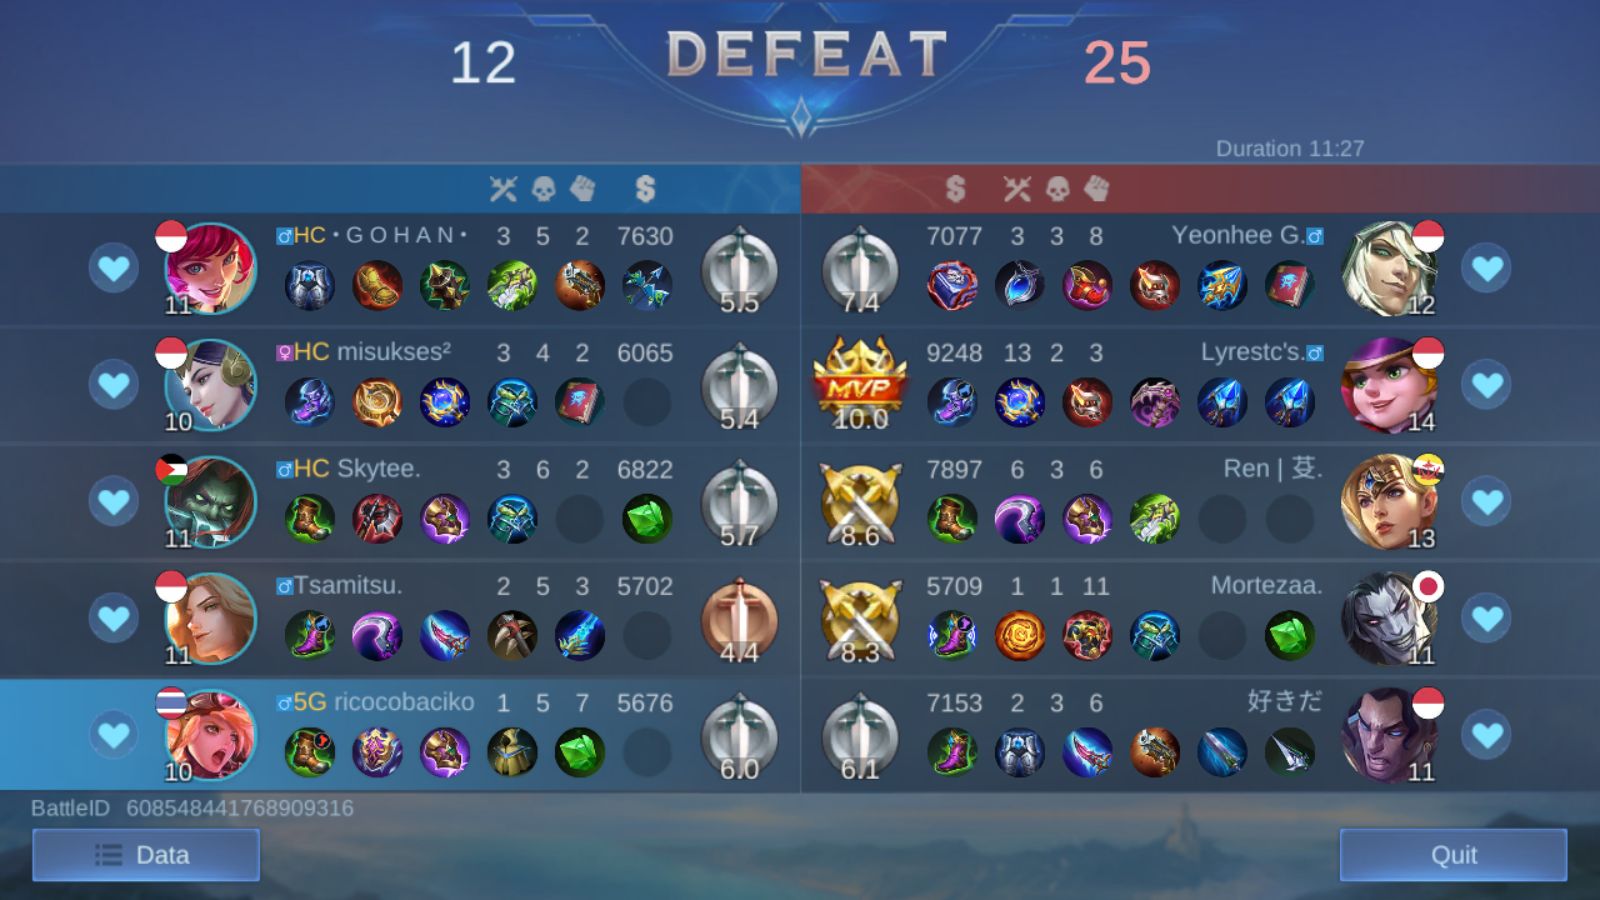 12 DEFEAT 25
Duration 11:27
HC • G O H A N • 3 5 2 7630
11 5.5
7077 3 3 8 Yeonhee G.
7.4 12
HC misukses² 3 4 2 6065
10 5.4
9248 13 2 3 Lyrestc's.
MVP
10.0 14
HC Skytee. 3 6 2 6822
11 5.7
7897 6 3 6 Ren | 荽.
8.6 13
Tsamitsu. 2 5 3 5702
11 4.4
5709 1 1 11 Mortezaa.
8.3 11
5G ricocobaciko 1 5 7 5676
10 6.0
7153 2 3 6 好きだ
6.1 11
BattleID 608548441768909316
Data
Quit